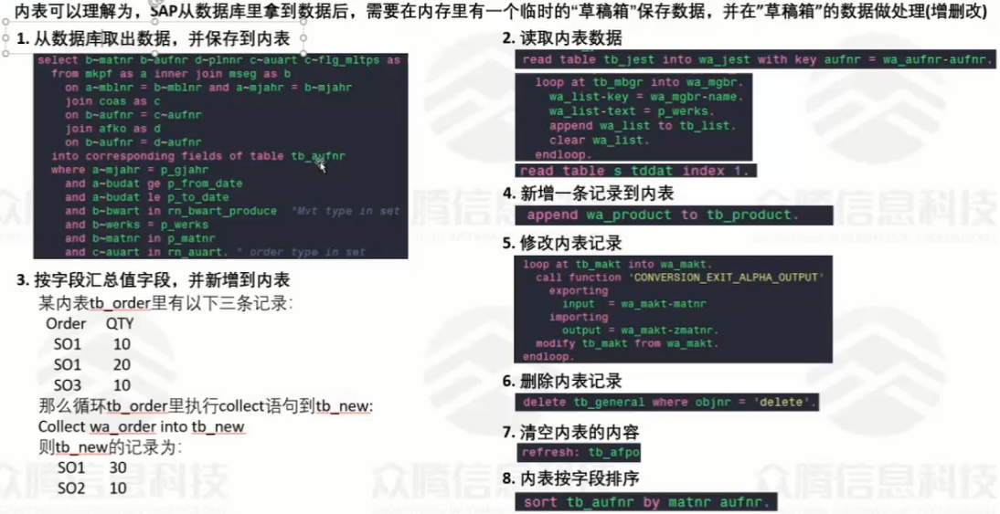 内表可以理解为，SAP从数据库里拿到数据后，需要在内存里有一个临时的“草稿箱”保存数据，并在”草稿箱”的数据做处理(增删改)
1. 从数据库取出数据，并保存到内表
select b~matnr b~aufnr d~plnnr c~auart c~flg_mltps as
from mkpf as a inner join mseg as b
on a~mblnr = b~mblnr and a~mjahr = b~mjahr
join coas as c
on b~aufnr = c~aufnr
join afko as d
on b~aufnr = d~aufnr
into corresponding fields of table tb_aufnr
where a~mjahr = p_gjahr
and a~budat ge p_from_date
and a~budat le p_to_date
and b~bwart in rn_bwart_produce "Mvt type in set
and b~werks = p_werks
and b~matnr in p_matnr
and c~auart in rn_auart. " order type in set
3. 按字段汇总值字段，并新增到内表
某内表tb_order里有以下三条记录：
Order QTY
SO1 10
SO1 20
SO3 10
那么循环tb_order里执行collect语句到tb_new:
Collect wa_order into tb_new
则tb_new的记录为：
SO1 30
SO2 10
2. 读取内表数据
read table tb_jest into wa_jest with key aufnr = wa_aufnr-aufnr.
loop at tb_mbgr into wa_mgbr.
wa_list-key = wa_mgbr-name.
wa_list-text = p_werks.
append wa_list to tb_list.
clear wa_list.
endloop.
read table s_tddat index 1.
4. 新增一条记录到内表
append wa_product to tb_product.
5. 修改内表记录
loop at tb_makt into wa_makt.
call function 'CONVERSION_EXIT_ALPHA_OUTPUT'
exporting
input = wa_makt-matnr
importing
output = wa_makt-zmatnr.
modify tb_makt from wa_makt.
endloop.
6. 删除内表记录
delete tb_general where objnr = 'delete'.
7. 清空内表的内容
refresh: tb_afpo
8. 内表按字段排序
sort tb_aufnr by matnr aufnr.
众腾信息科技